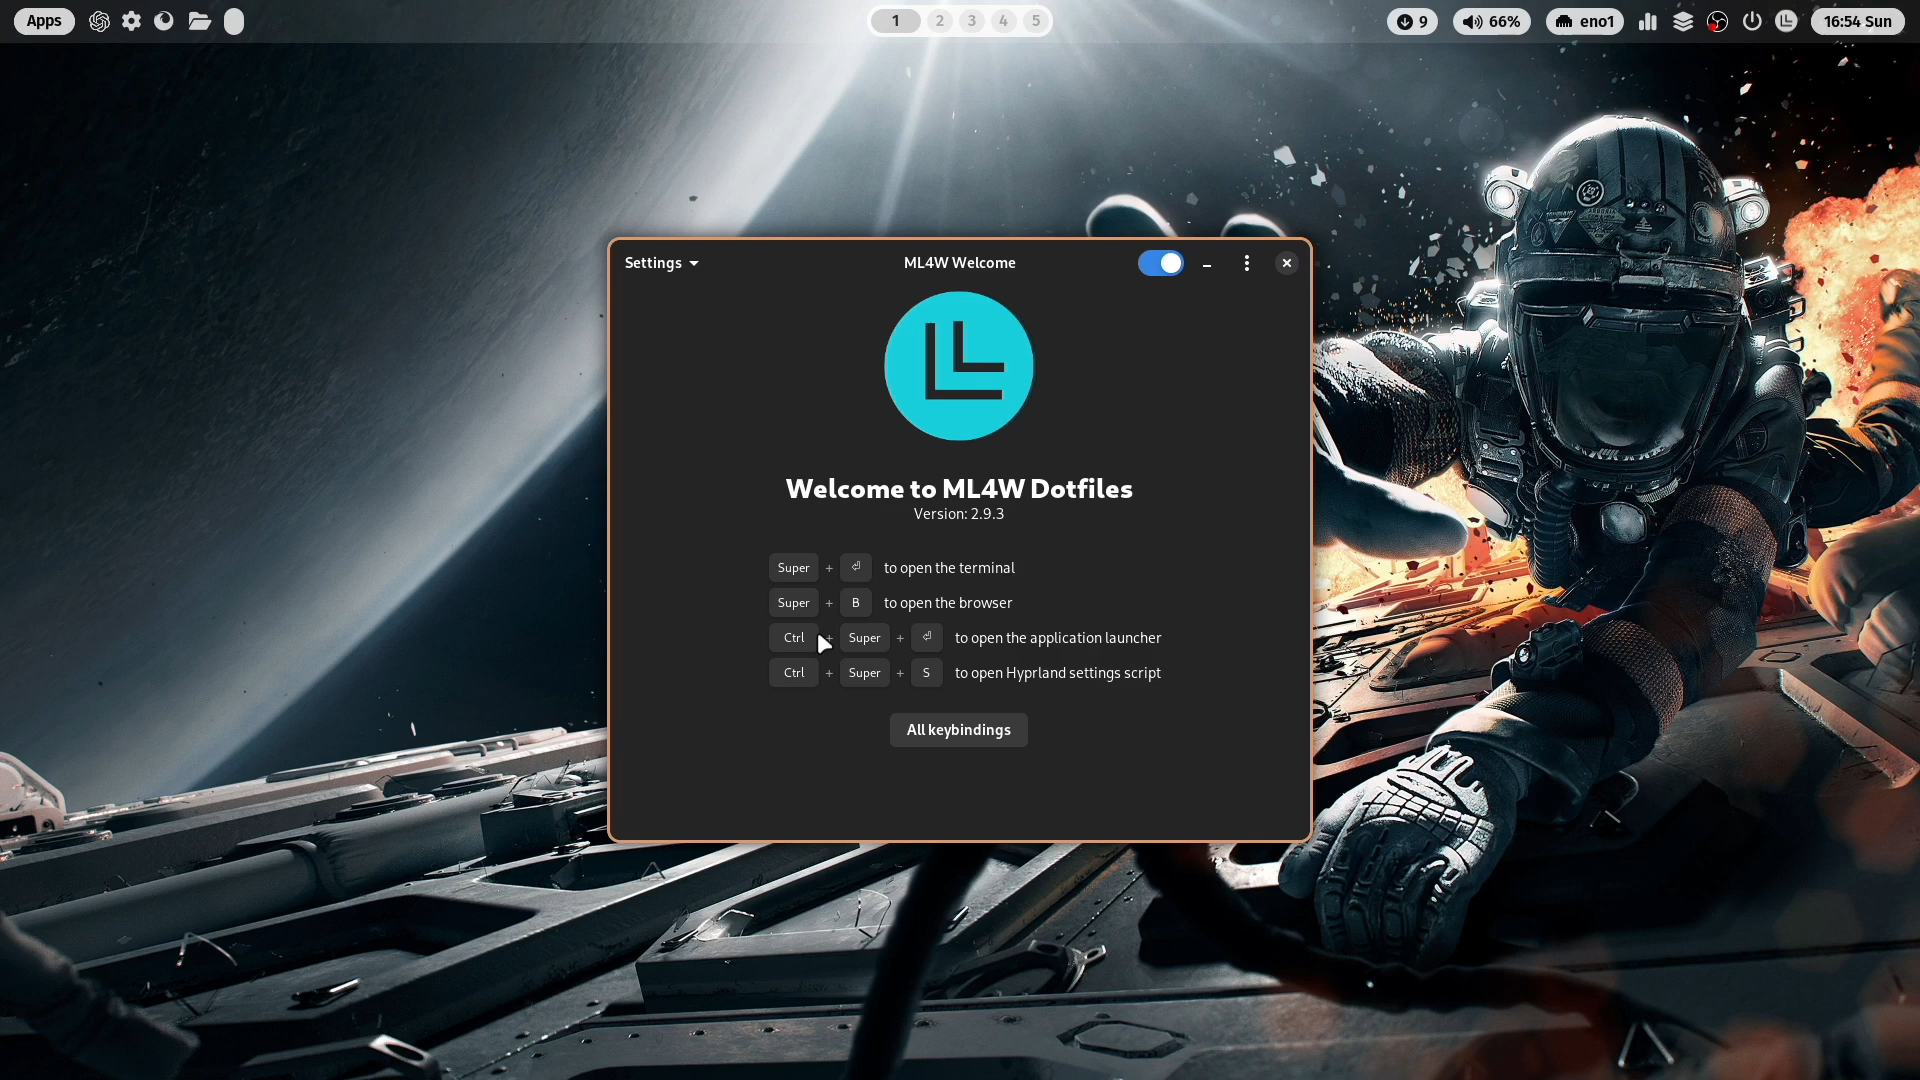 Apps
1 2 3 4 5
9
66%
eno1
16:54 Sun
Settings
ML4W Welcome
Welcome to ML4W Dotfiles
Version: 2.9.3
Super + ⏎ to open the terminal
Super + B to open the browser
Ctrl + Super + ⏎ to open the application launcher
Ctrl + Super + S to open Hyprland settings script
All keybindings